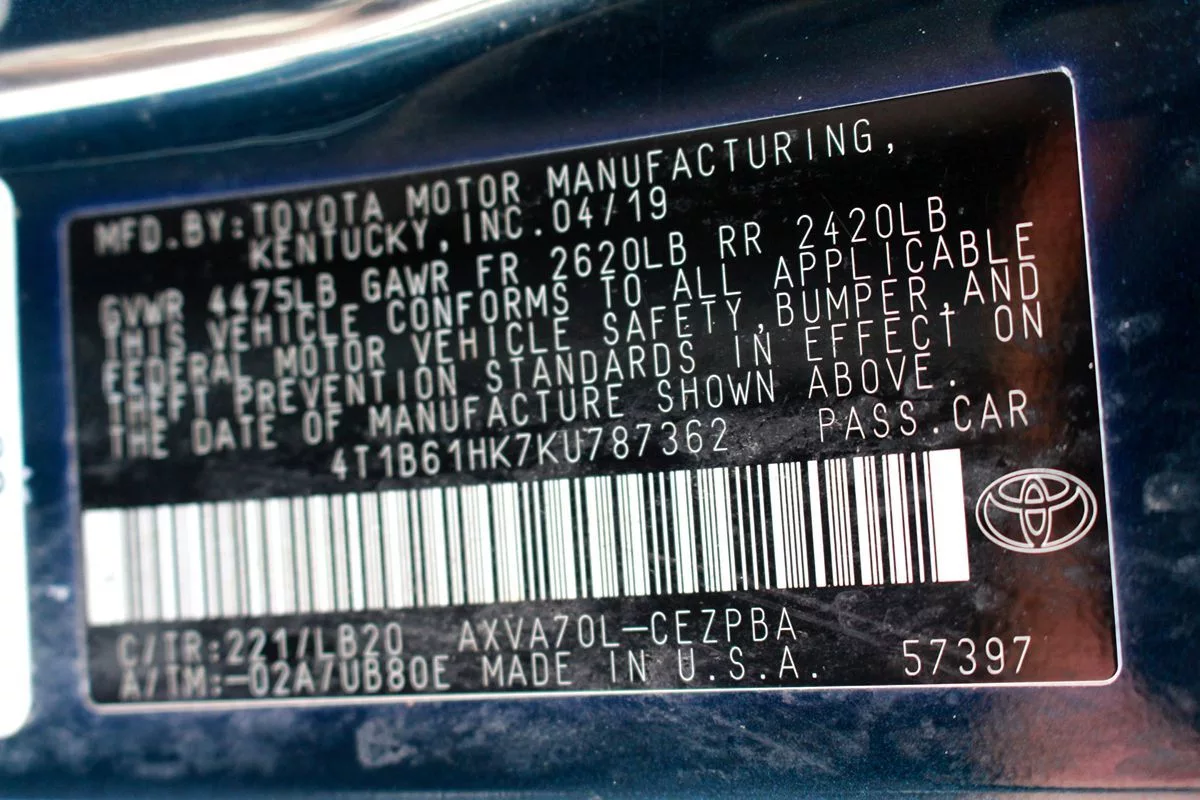 MFD.BY:TOYOTA MOTOR MANUFACTURING,
KENTUCKY,INC.04/19
GVWR 4475LB GAWR FR 2620LB RR 2420LB
THIS VEHICLE CONFORMS TO ALL APPLICABLE
FEDERAL MOTOR VEHICLE SAFETY,BUMPER,AND
THEFT PREVENTION STANDARDS IN EFFECT ON
THE DATE OF MANUFACTURE SHOWN ABOVE.
4T1B61HK7KU787362 PASS.CAR
C/TR:221/LB20 AXVA70L-CEZPBA
A/TM:-02A/UB80E MADE IN U.S.A. 57397